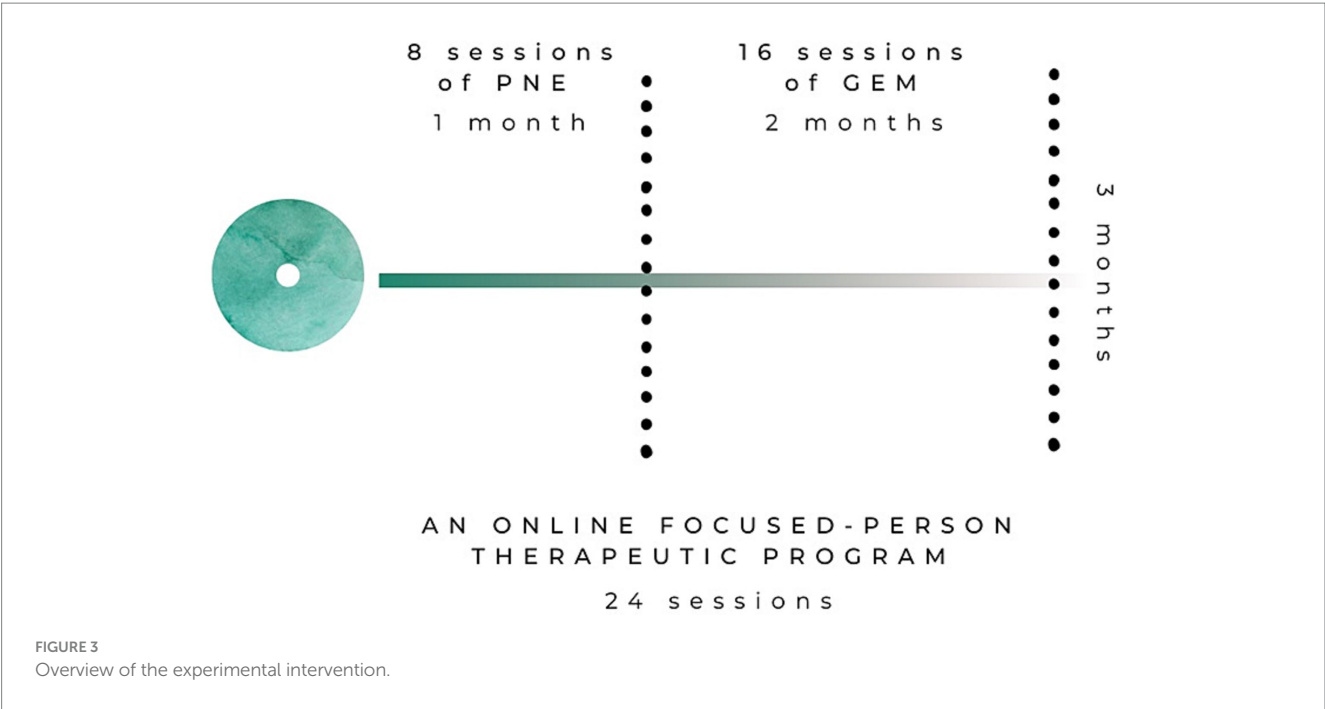 8 sessions
of PNE
1 month
16 sessions
of GEM
2 months
3 months
AN ONLINE FOCUSED-PERSON
THERAPEUTIC PROGRAM
24 sessions
FIGURE 3
Overview of the experimental intervention.